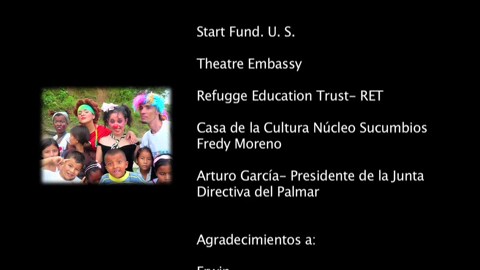 Start Fund. U. S.
Theatre Embassy
Refugge Education Trust- RET
Casa de la Cultura Núcleo Sucumbios
Fredy Moreno
Arturo García- Presidente de la Junta
Directiva del Palmar
Agradecimientos a: